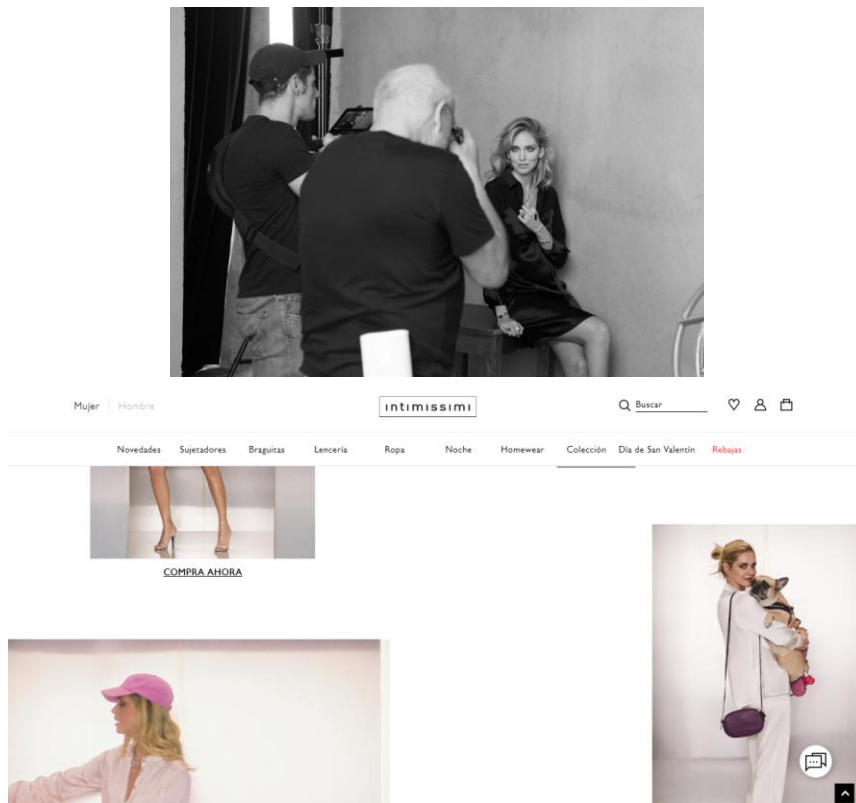 Mujer Hombre intimissimi Buscar
Novedades Sujetadores Braguitas Lencería Ropa Noche Homewear Colección Día de San Valentín Rebajas
COMPRA AHORA